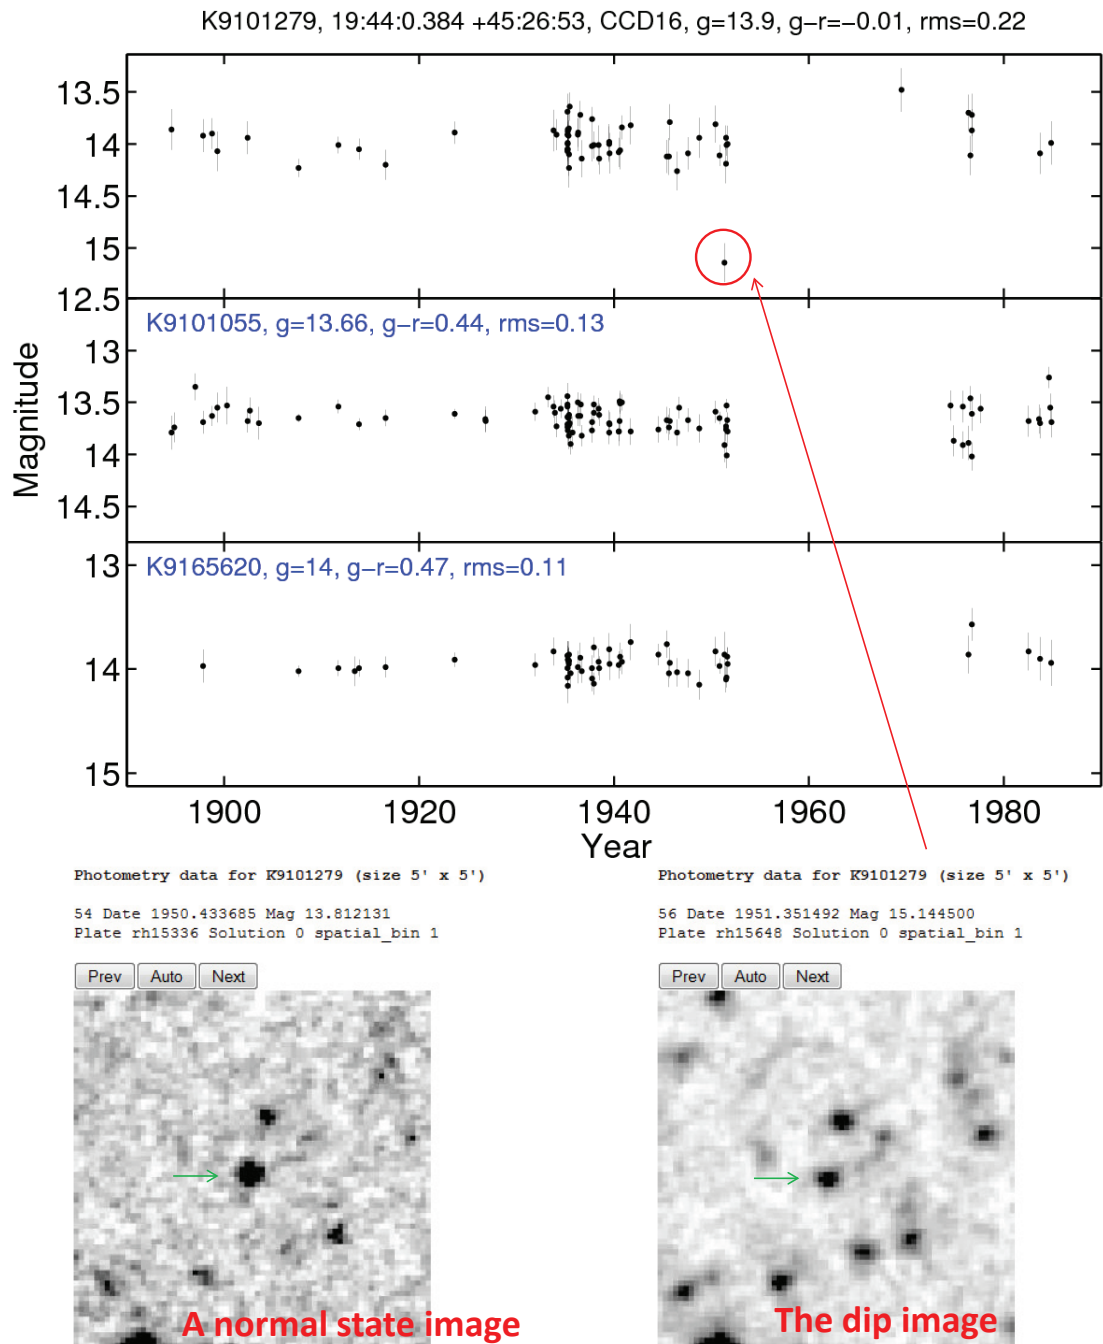 K9101279, 19:44:0.384 +45:26:53, CCD16, g=13.9, g−r=−0.01, rms=0.22
13.5
14
14.5
15
12.5
K9101055, g=13.66, g−r=0.44, rms=0.13
13
13.5
14
14.5
Magnitude
K9165620, g=14, g−r=0.47, rms=0.11
13
14
15
1900 1920 1940 1960 1980
Year
Photometry data for K9101279 (size 5' x 5')
54 Date 1950.433685 Mag 13.812131
Plate rh15336 Solution 0 spatial_bin 1
Prev Auto Next
A normal state image
Photometry data for K9101279 (size 5' x 5')
56 Date 1951.351492 Mag 15.144500
Plate rh15648 Solution 0 spatial_bin 1
Prev Auto Next
The dip image